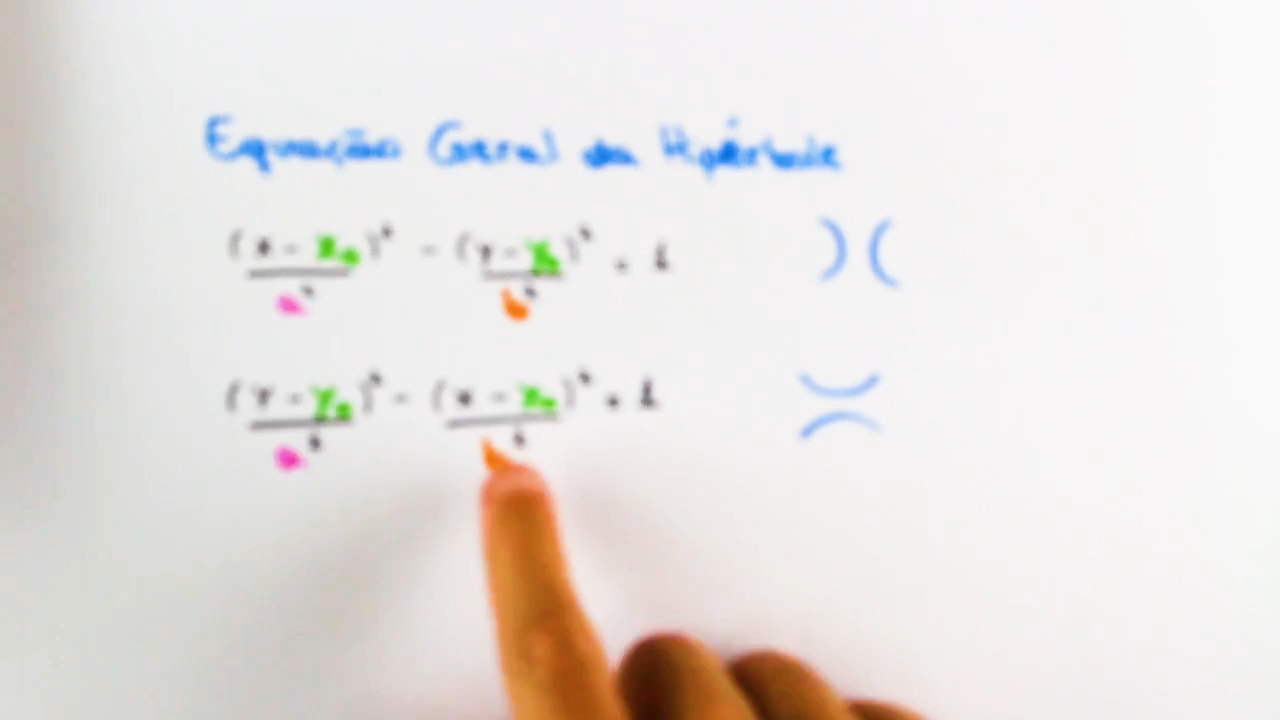 Equação Geral da Hipérbole
(x - x₀)²/a² - (y - y₀)²/b² = 1
(y - y₀)²/a² - (x - x₀)²/b² = 1